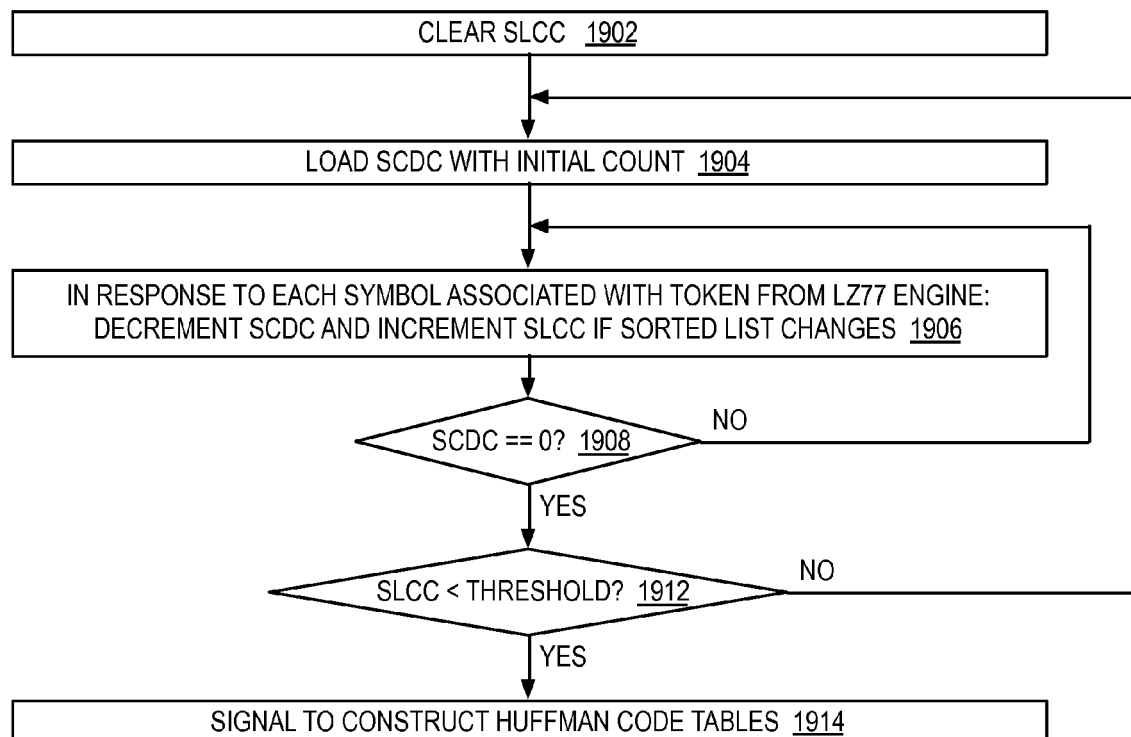 CLEAR SLCC 1902
LOAD SCDC WITH INITIAL COUNT 1904
IN RESPONSE TO EACH SYMBOL ASSOCIATED WITH TOKEN FROM LZ77 ENGINE:
DECREMENT SCDC AND INCREMENT SLCC IF SORTED LIST CHANGES 1906
SCDC == 0? 1908
NO
YES
SLCC < THRESHOLD? 1912
NO
YES
SIGNAL TO CONSTRUCT HUFFMAN CODE TABLES 1914